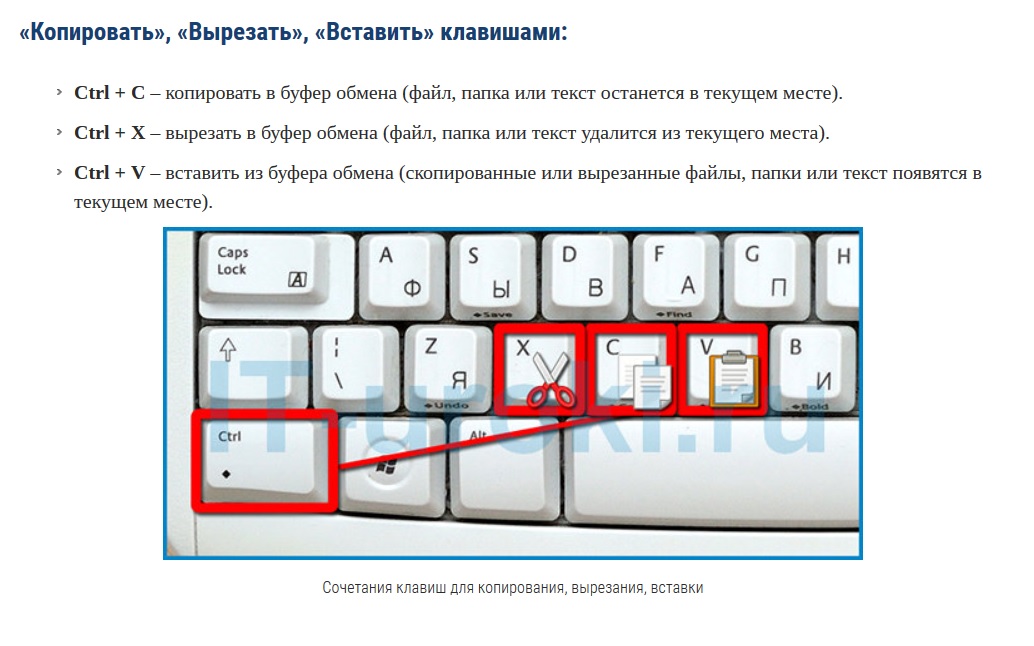 «Копировать», «Вырезать», «Вставить» клавишами:
Ctrl + C – копировать в буфер обмена (файл, папка или текст останется в текущем месте).
Ctrl + X – вырезать в буфер обмена (файл, папка или текст удалится из текущего места).
Ctrl + V – вставить из буфера обмена (скопированные или вырезанные файлы, папки или текст появятся в
текущем месте).
Caps
Lock
A
A
Ф
S
Ы
Save
D
В
F
А
Find
G
П
H
¦
\
Z
Я
Undo
X
C
V
B
И
Bold
IT-uroki.ru
Ctrl
Alt
Сочетания клавиш для копирования, вырезания, вставки